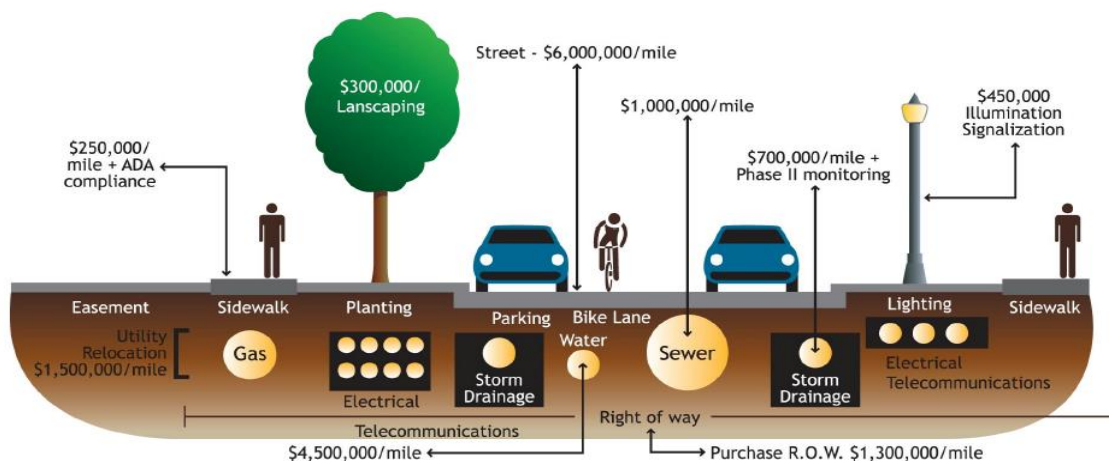 Street - $6,000,000/mile
$300,000/
Lanscaping
$1,000,000/mile
$450,000
Illumination
Signalization
$250,000/
mile + ADA
compliance
$700,000/mile +
Phase II monitoring
Easement
Sidewalk
Planting
Parking
Bike Lane
Lighting
Sidewalk
Utility
Relocation
$1,500,000/mile
Gas
Electrical
Storm
Drainage
Water
Sewer
Storm
Drainage
Electrical
Telecommunications
Telecommunications
Right of way
$4,500,000/mile
Purchase R.O.W. $1,300,000/mile